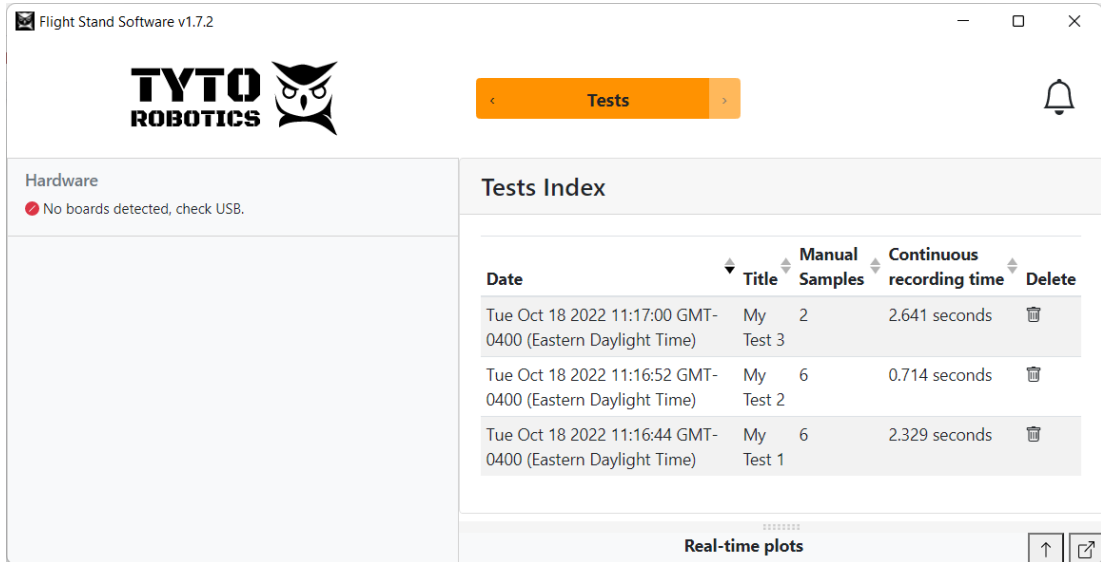 Flight Stand Software v1.7.2
TYTO
ROBOTICS
Tests
Hardware
No boards detected, check USB.
Tests Index
Date Title Manual Samples Continuous recording time Delete
Tue Oct 18 2022 11:17:00 GMT- My 2 2.641 seconds
0400 (Eastern Daylight Time) Test 3
Tue Oct 18 2022 11:16:52 GMT- My 6 0.714 seconds
0400 (Eastern Daylight Time) Test 2
Tue Oct 18 2022 11:16:44 GMT- My 6 2.329 seconds
0400 (Eastern Daylight Time) Test 1
Real-time plots